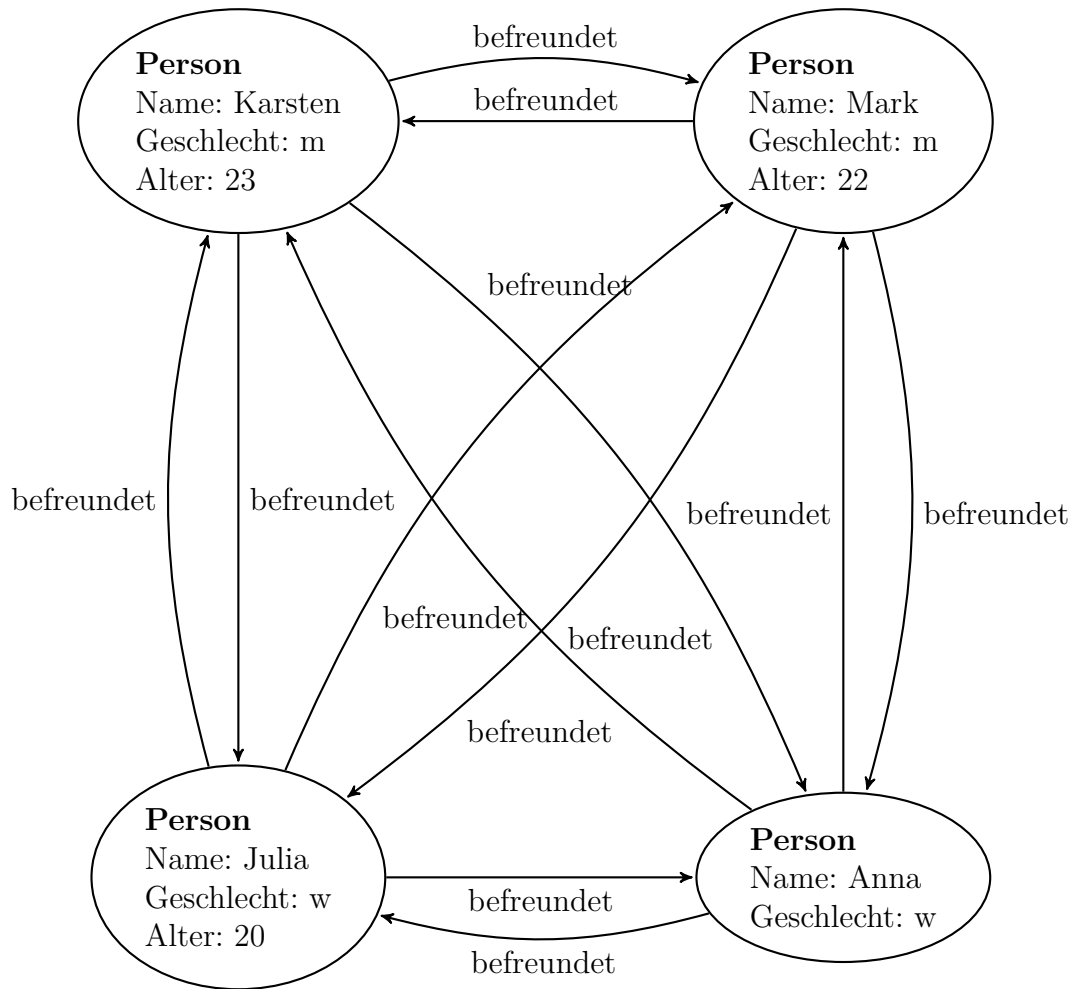 befreundet
Person
Name: Karsten
Geschlecht: m
Alter: 23
befreundet
Person
Name: Mark
Geschlecht: m
Alter: 22
befreundet
befreundet
befreundet
befreundet
befreundet
befreundet
befreundet
befreundet
Person
Name: Julia
Geschlecht: w
Alter: 20
befreundet
befreundet
Person
Name: Anna
Geschlecht: w